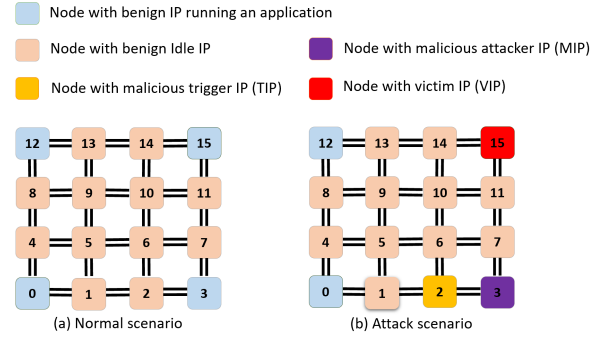 Node with benign IP running an application
Node with benign Idle IP
Node with malicious attacker IP (MIP)
Node with malicious trigger IP (TIP)
Node with victim IP (VIP)
12 13 14 15
8 9 10 11
4 5 6 7
0 1 2 3
(a) Normal scenario
12 13 14 15
8 9 10 11
4 5 6 7
0 1 2 3
(b) Attack scenario